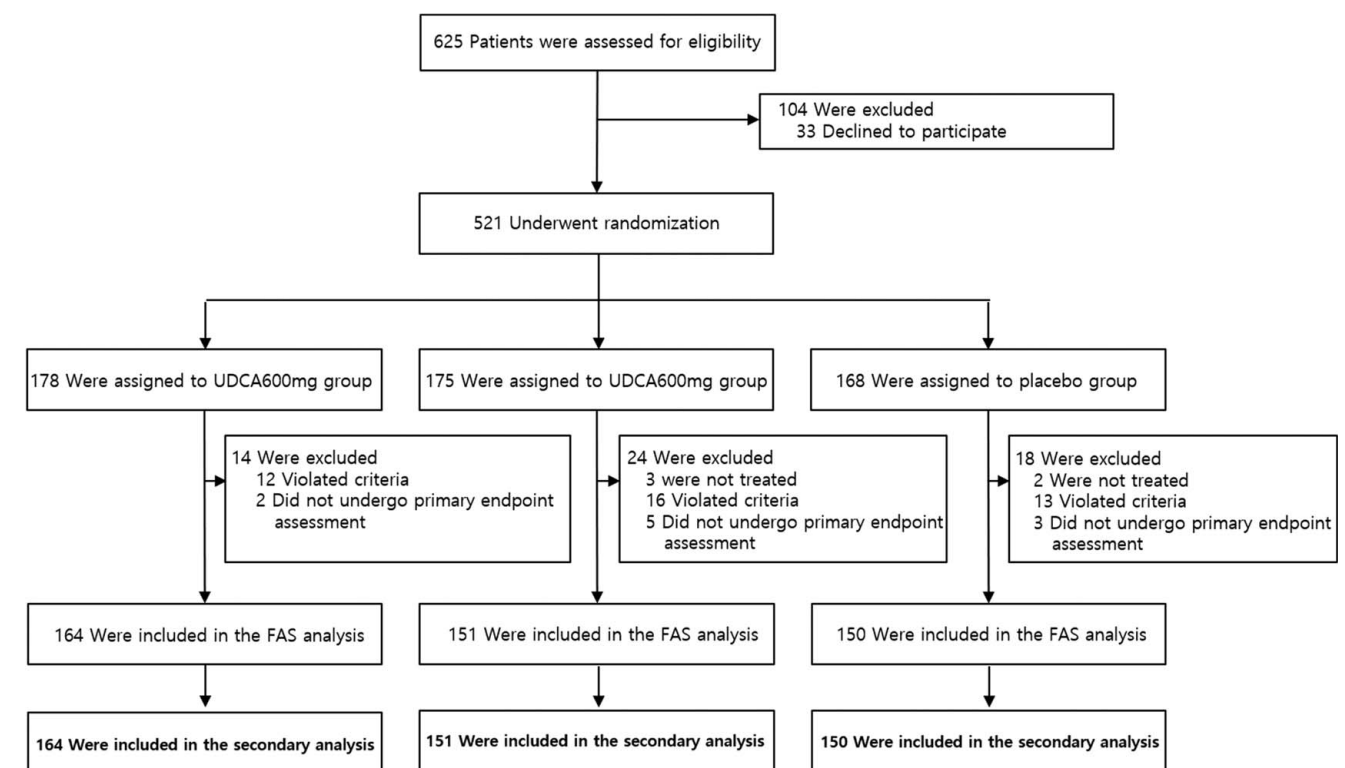 625 Patients were assessed for eligibility
104 Were excluded
33 Declined to participate
521 Underwent randomization
178 Were assigned to UDCA600mg group
175 Were assigned to UDCA600mg group
168 Were assigned to placebo group
14 Were excluded
12 Violated criteria
2 Did not undergo primary endpoint
assessment
24 Were excluded
3 were not treated
16 Violated criteria
5 Did not undergo primary endpoint
assessment
18 Were excluded
2 Were not treated
13 Violated criteria
3 Did not undergo primary endpoint
assessment
164 Were included in the FAS analysis
151 Were included in the FAS analysis
150 Were included in the FAS analysis
164 Were included in the secondary analysis
151 Were included in the secondary analysis
150 Were included in the secondary analysis